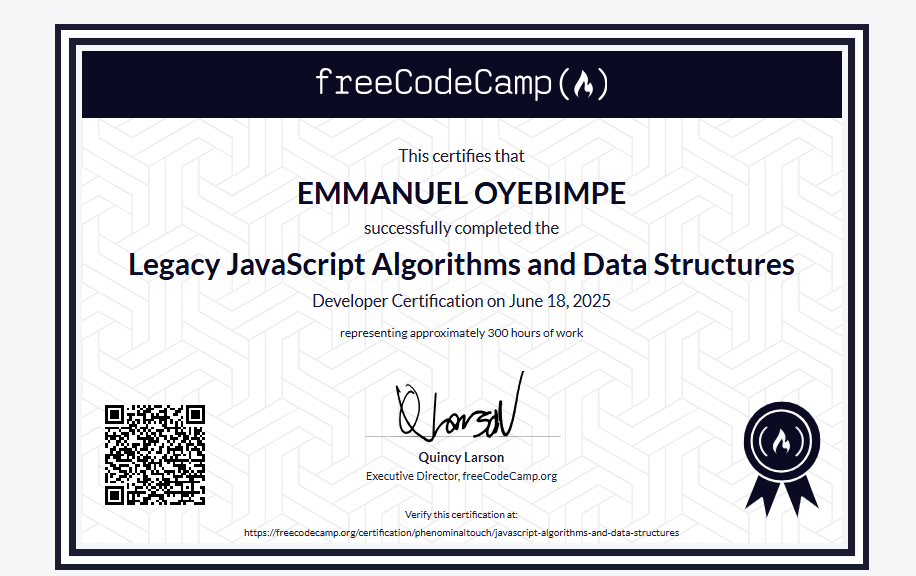 freeCodeCamp
This certifies that
EMMANUEL OYEBIMPE
successfully completed the
Legacy JavaScript Algorithms and Data Structures
Developer Certification on June 18, 2025
representing approximately 300 hours of work
Quincy Larson
Executive Director, freeCodeCamp.org
Verify this certification at:
https://freecodecamp.org/certification/phenominaltouch/javascript-algorithms-and-data-structures